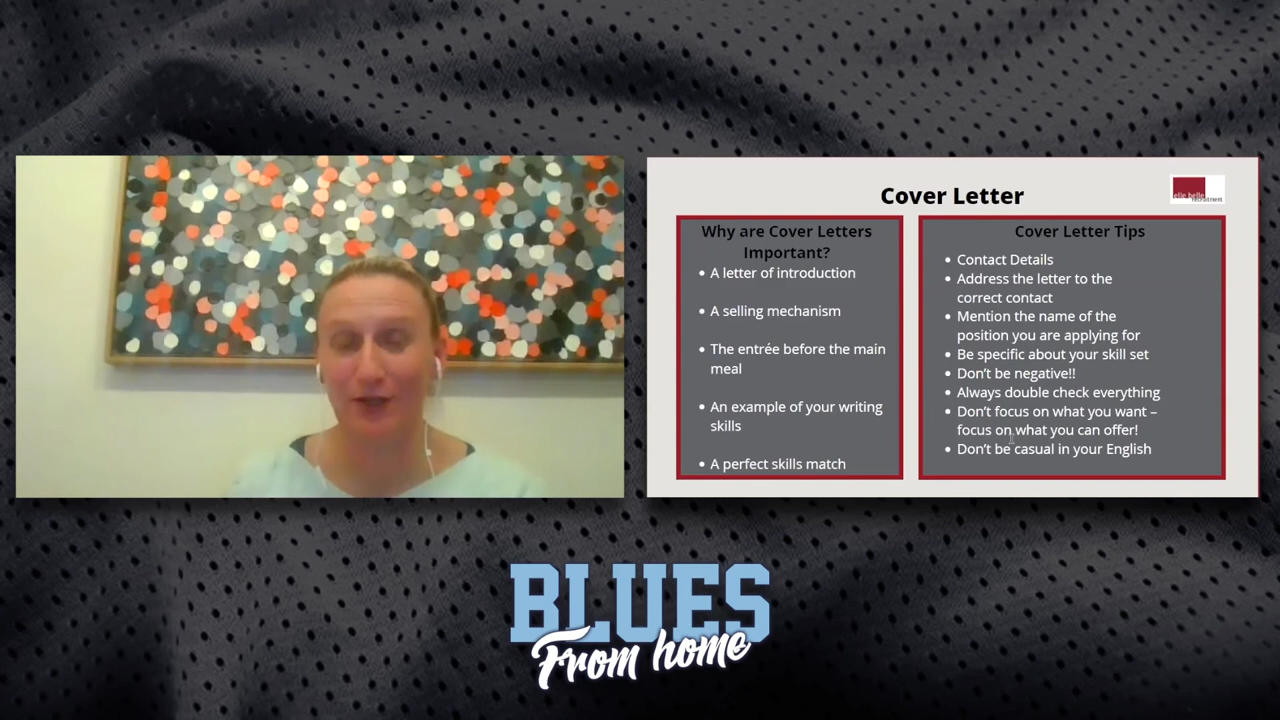 Cover Letter
elle belle
recruitment
Why are Cover Letters
Important?
• A letter of introduction
• A selling mechanism
• The entrée before the main
meal
• An example of your writing
skills
• A perfect skills match
Cover Letter Tips
• Contact Details
• Address the letter to the
correct contact
• Mention the name of the
position you are applying for
• Be specific about your skill set
• Don’t be negative!!
• Always double check everything
• Don’t focus on what you want –
focus on what you can offer!
• Don’t be casual in your English
BLUES
From home